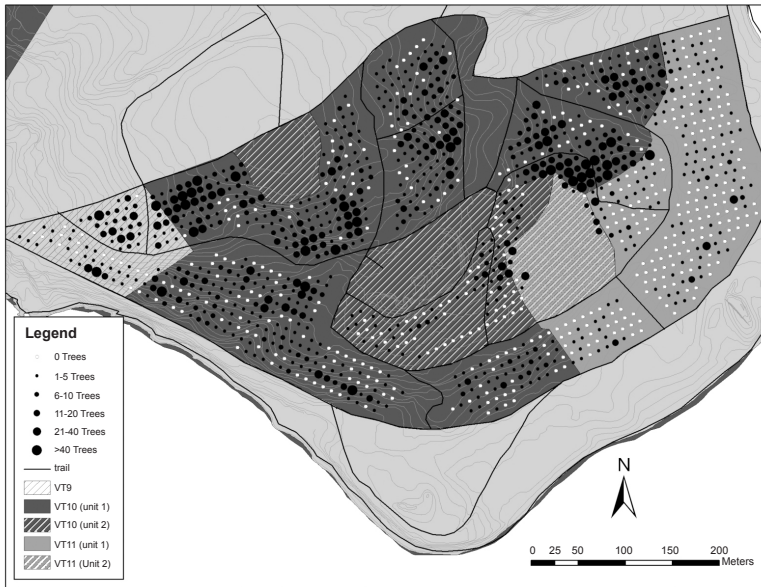 Legend
0 Trees
1-5 Trees
6-10 Trees
11-20 Trees
21-40 Trees
>40 Trees
trail
VT9
VT10 (unit 1)
VT10 (unit 2)
VT11 (unit 1)
VT11 (Unit 2)
N
0 25 50 100 150 200
Meters